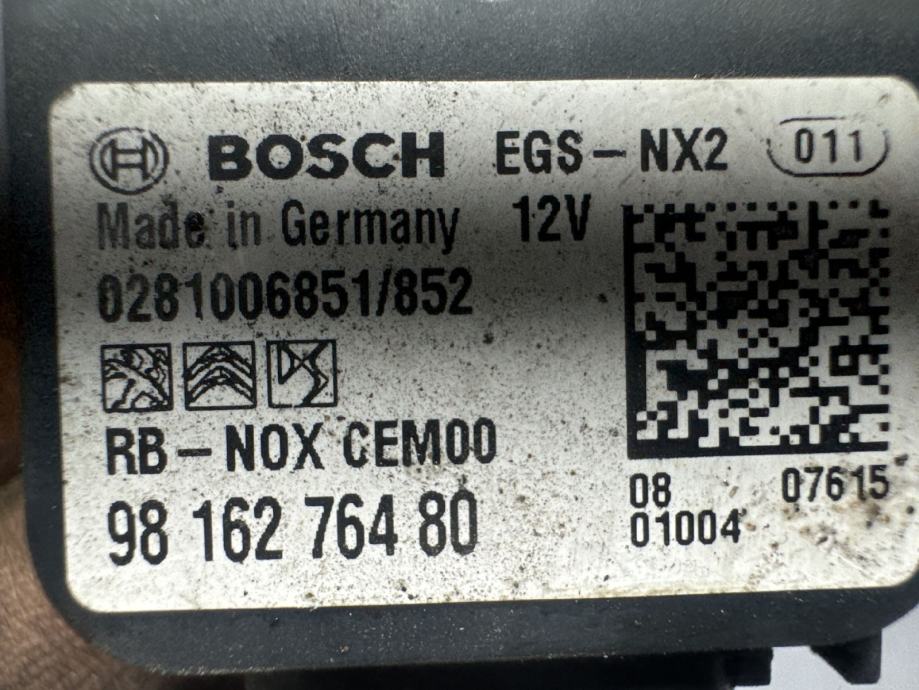 BOSCH EGS-NX2 011
Made in Germany 12V
0281006851/852
RB-NOX CEM00
98 162 764 80
08 07615
01004